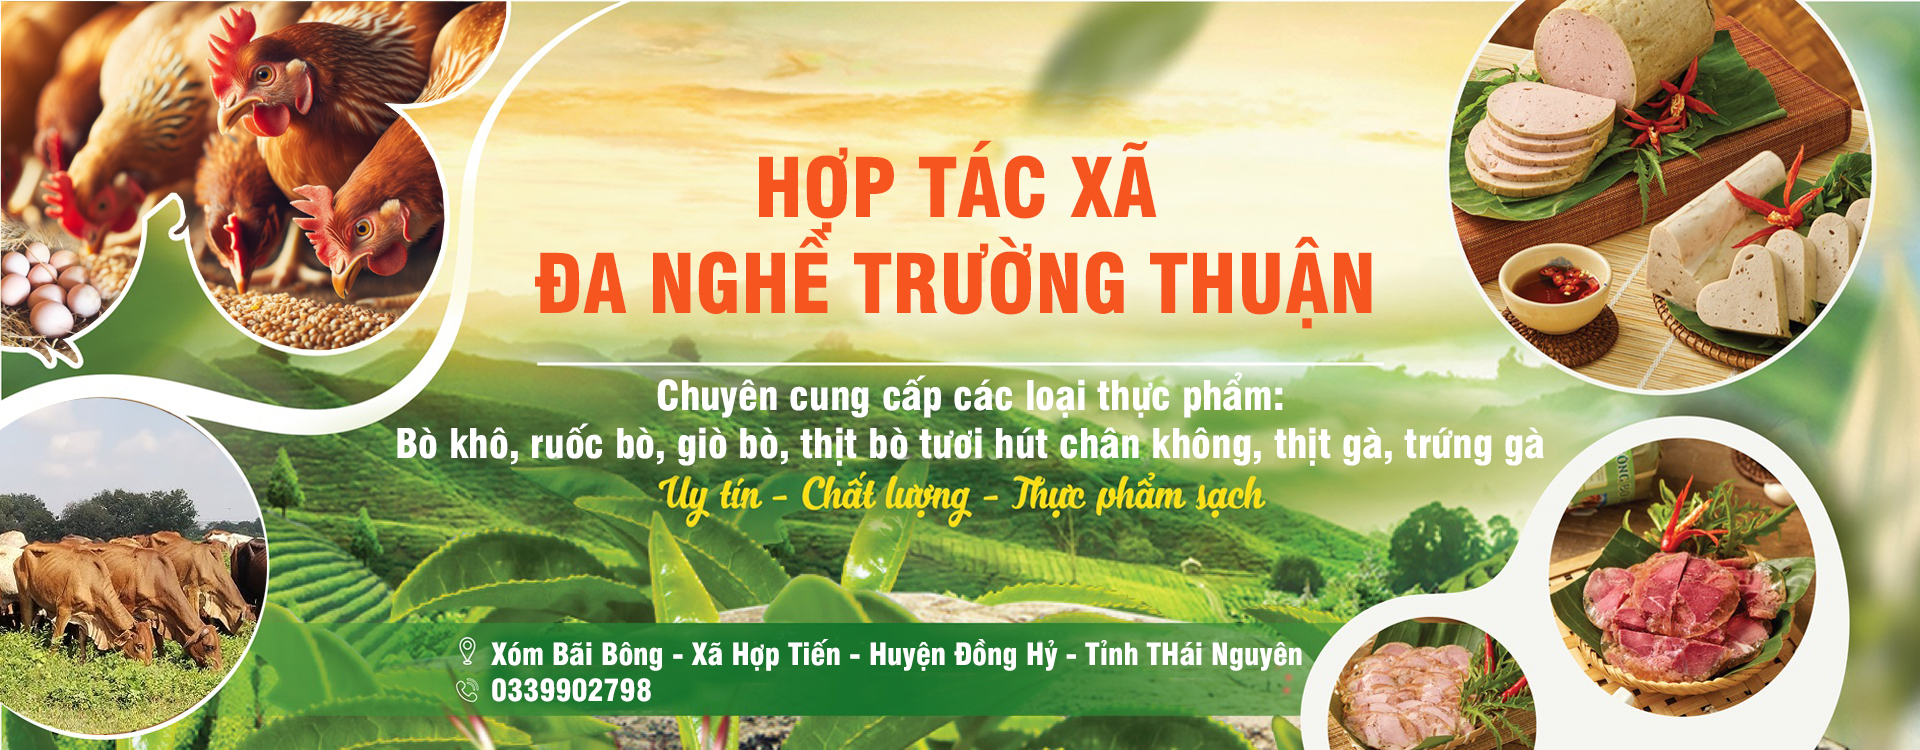 HỢP TÁC XÃ
ĐA NGHỀ TRƯỜNG THUẬN
Chuyên cung cấp các loại thực phẩm:
Bò khô, ruốc bò, giò bò, thịt bò tươi hút chân không, thịt gà, trứng gà
Uy tín - Chất lượng - Thực phẩm sạch
Xóm Bãi Bông - Xã Hợp Tiến - Huyện Đồng Hỷ - Tỉnh THái Nguyên
0339902798